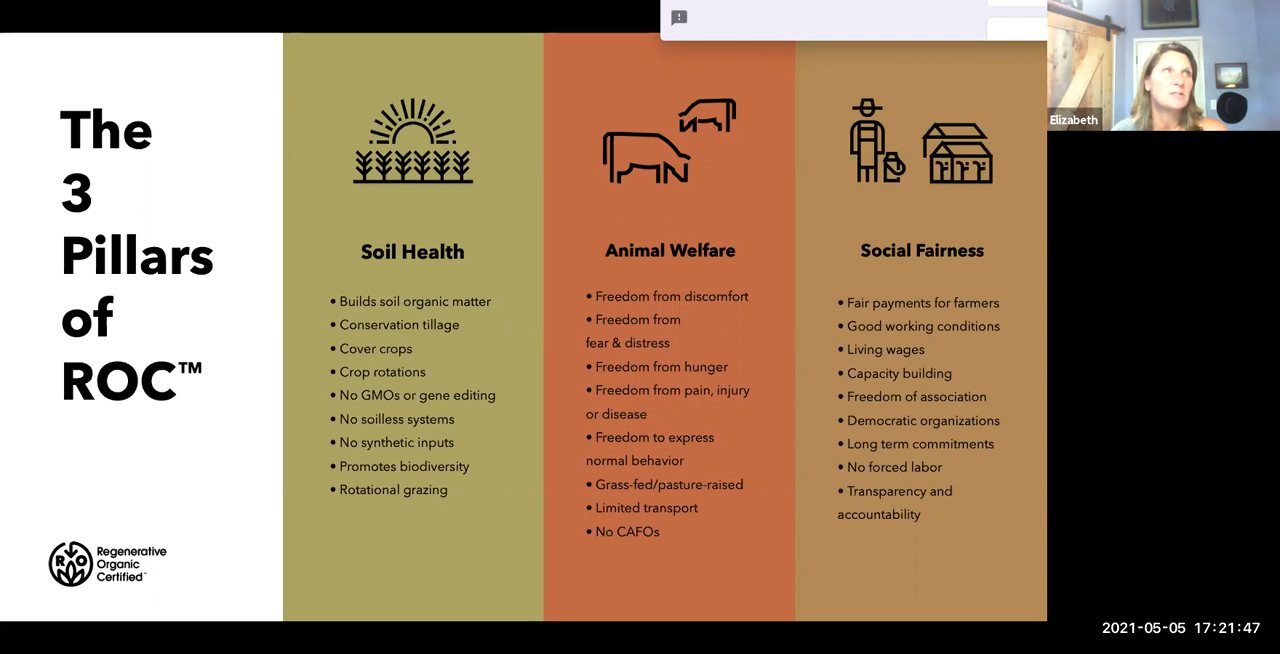 The
3
Pillars
of
ROC™
Regenerative
Organic
Certified™
Soil Health
• Builds soil organic matter
• Conservation tillage
• Cover crops
• Crop rotations
• No GMOs or gene editing
• No soilless systems
• No synthetic inputs
• Promotes biodiversity
• Rotational grazing
Animal Welfare
• Freedom from discomfort
• Freedom from
fear & distress
• Freedom from hunger
• Freedom from pain, injury
or disease
• Freedom to express
normal behavior
• Grass-fed/pasture-raised
• Limited transport
• No CAFOs
Social Fairness
• Fair payments for farmers
• Good working conditions
• Living wages
• Capacity building
• Freedom of association
• Democratic organizations
• Long term commitments
• No forced labor
• Transparency and
accountability
Elizabeth
2021-05-05 17:21:47